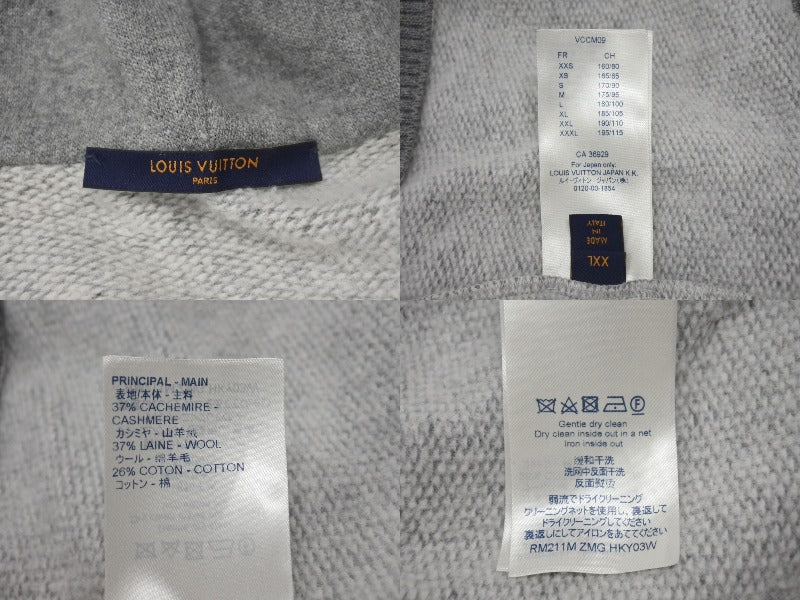 LOUIS VUITTON
PARIS
VCCM09
FR CH
XXS 160/80
XS 165/85
S 170/90
M 175/95
L 180/100
XL 185/105
XXL 190/110
XXXL 195/115
CA 36929
For Japan only:
LOUIS VUITTON JAPAN K.K.
ルイ・ヴィトン ジャパン(株)
0120-00-1854
MADE
IN
ITALY
XXL
PRINCIPAL - MAIN
表地/本体 - 主料
37% CACHEMIRE -
CASHMERE
カシミヤ - 山羊绒
37% LAINE - WOOL
ウール - 绵羊毛
26% COTON - COTTON
コットン - 棉
Gentle dry clean
Dry clean inside out in a net
Iron inside out
缓和干洗
洗网中反面干洗
反面熨烫
弱流でドライクリーニング
クリーニングネットを使用し、裏返して
ドライクリーニングしてください
裏返しにしてアイロンをあててください
RM211M ZMG HKY03W